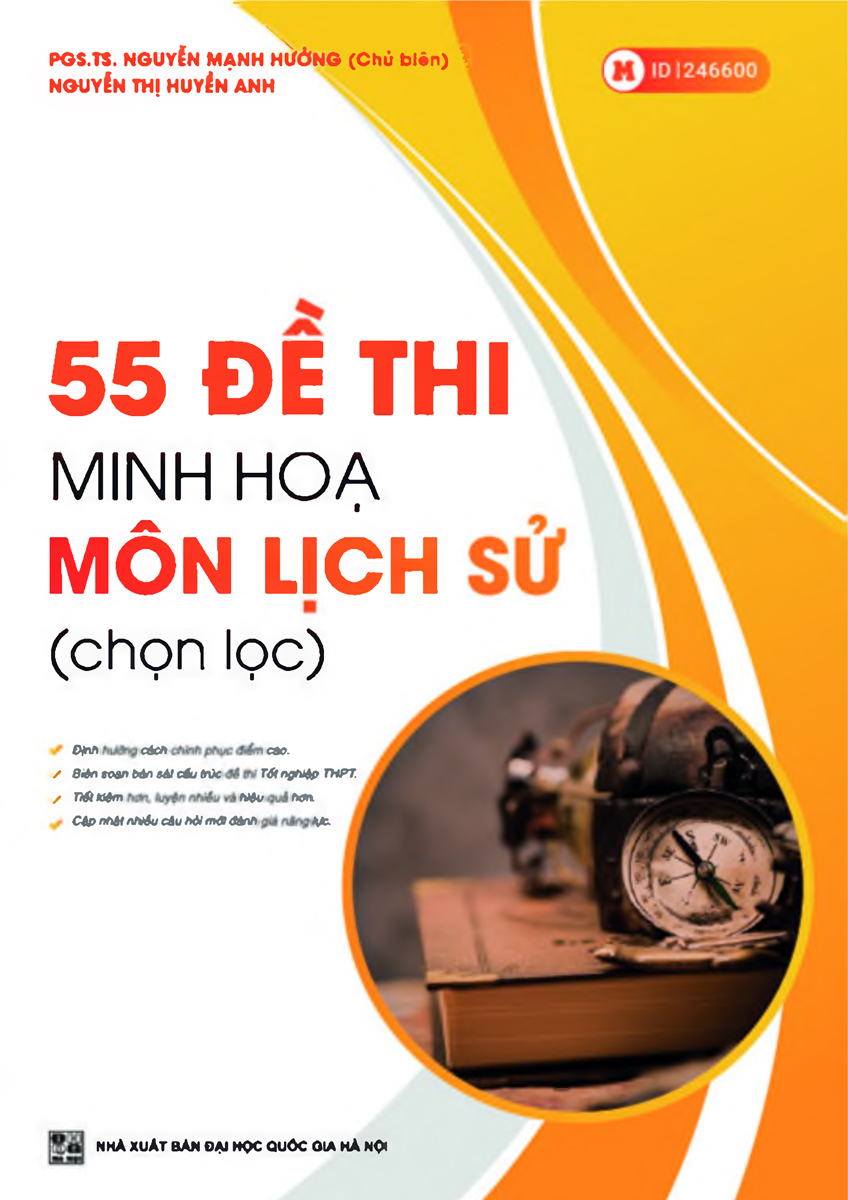 PGS.TS. NGUYỄN MẠNH HƯỞNG (Chủ biên)
NGUYỄN THỊ HUYỀN ANH
M ID | 246600
55 ĐỀ THI
MINH HOẠ
MÔN LỊCH SỬ
(chọn lọc)
Định hướng cách chinh phục điểm cao.
Biên soạn bán sát cấu trúc đề thi Tốt nghiệp THPT.
Tiết kiệm hơn, luyện nhiều và hiệu quả hơn.
Cập nhật nhiều câu hỏi mới đánh giá năng lực.
NHÀ XUẤT BẢN ĐẠI HỌC QUỐC GIA HÀ NỘI
S
SW
SE
E